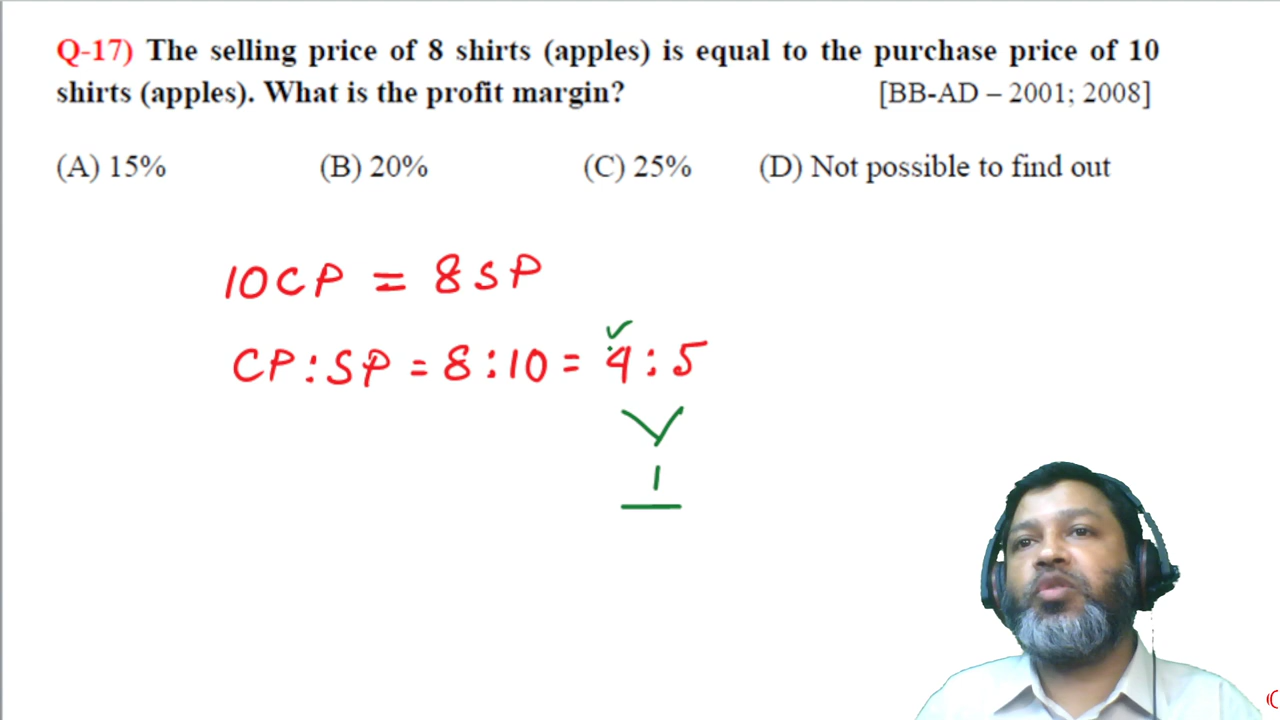 Q-17) The selling price of 8 shirts (apples) is equal to the purchase price of 10
shirts (apples). What is the profit margin? [BB-AD – 2001; 2008]
(A) 15% (B) 20% (C) 25% (D) Not possible to find out
10CP = 8SP
CP:SP = 8:10 = 4:5
1